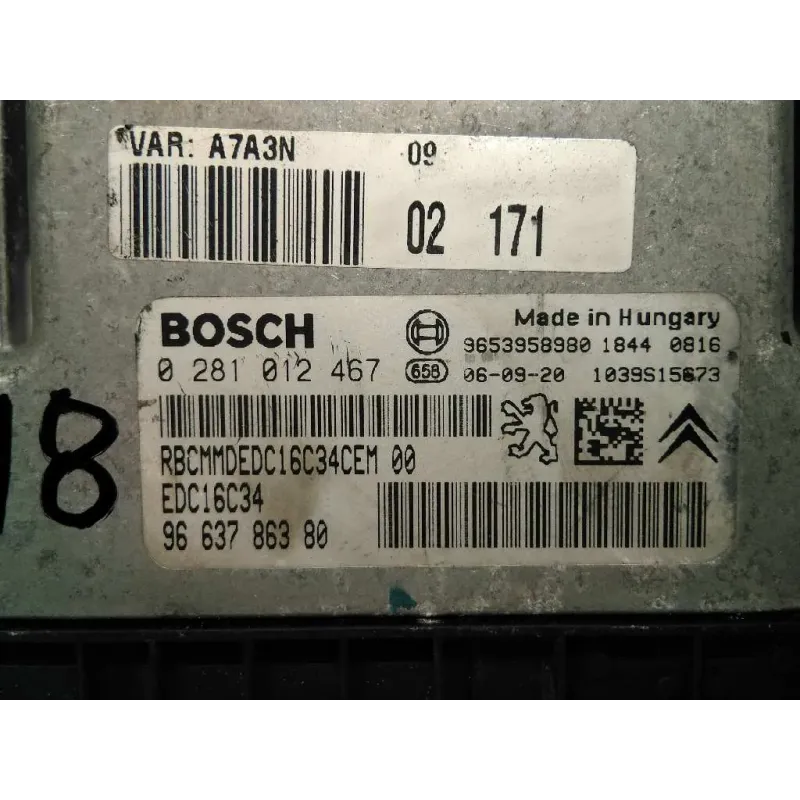 VAR: A7A3N 09
02 171
BOSCH
Made in Hungary
9653958980 1844 0816
0 281 012 467
658 06-09-20 1039S15673
RBCMMDEDC16C34CEM 00
EDC16C34
96 637 863 80
18